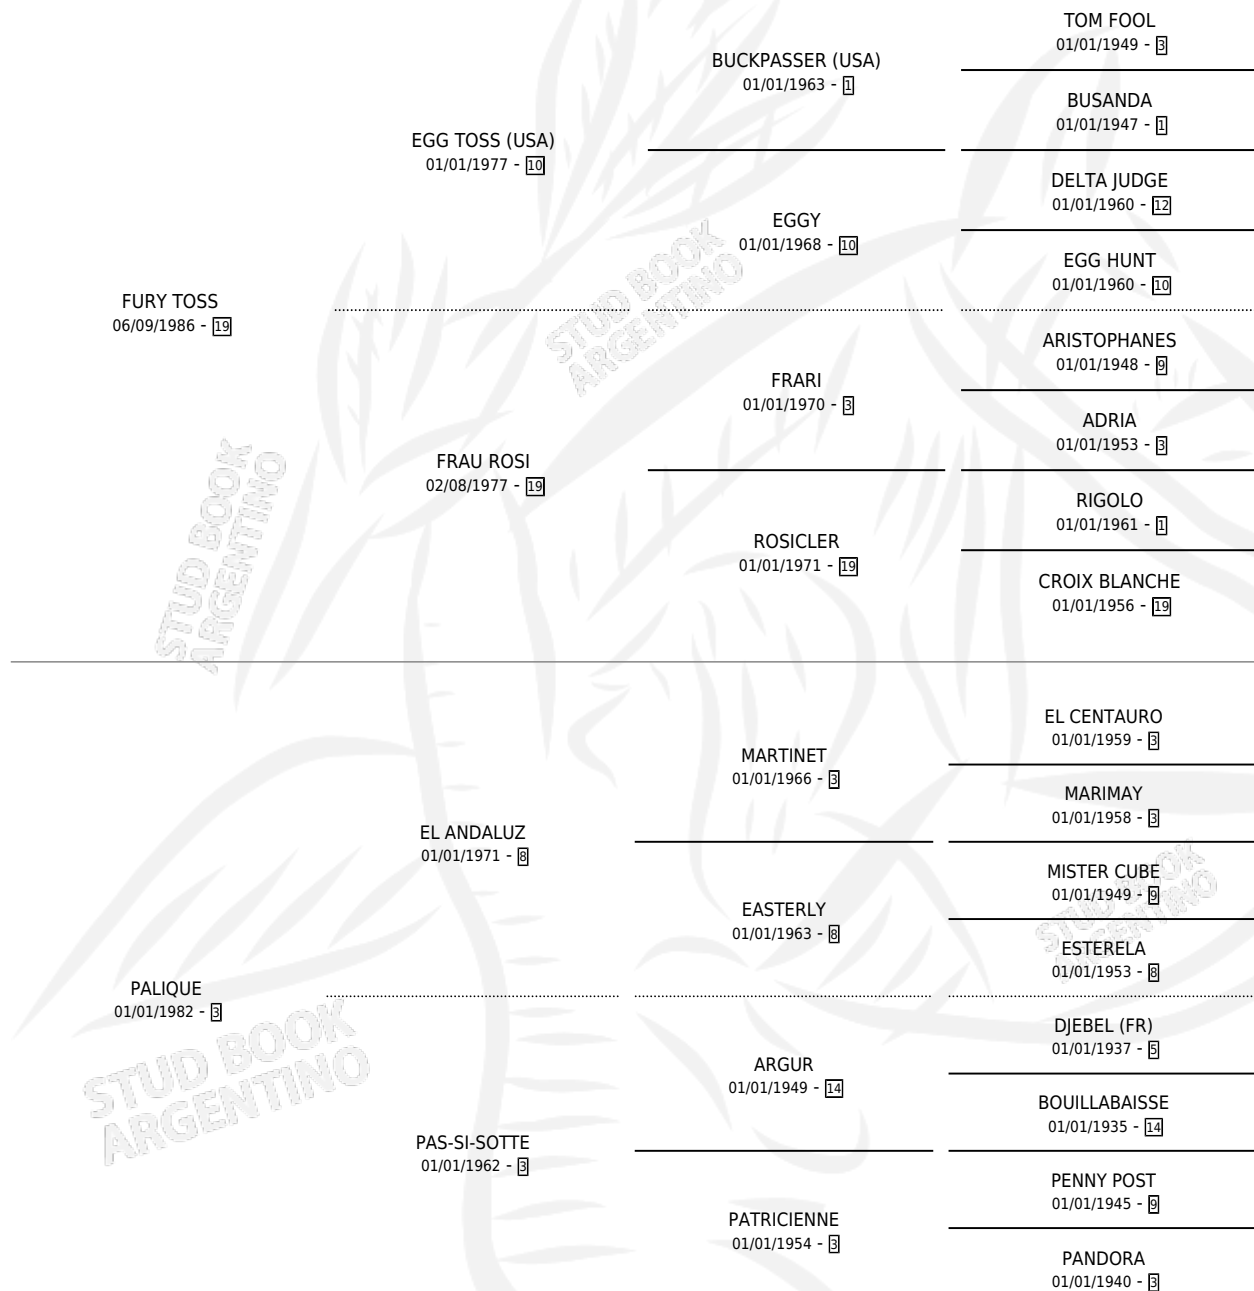 TOM FOOL
01/01/1949 - 3
BUCKPASSER (USA)
01/01/1963 - 1
BUSANDA
01/01/1947 - 1
EGG TOSS (USA)
01/01/1977 - 10
DELTA JUDGE
01/01/1960 - 12
EGGY
01/01/1968 - 10
EGG HUNT
01/01/1960 - 10
FURY TOSS
06/09/1986 - 19
ARISTOPHANES
01/01/1948 - 9
FRARI
01/01/1970 - 3
ADRIA
01/01/1953 - 3
FRAU ROSI
02/08/1977 - 19
RIGOLO
01/01/1961 - 1
ROSICLER
01/01/1971 - 19
CROIX BLANCHE
01/01/1956 - 19
EL CENTAURO
01/01/1959 - 3
MARTINET
01/01/1966 - 3
MARIMAY
01/01/1958 - 3
EL ANDALUZ
01/01/1971 - 8
MISTER CUBE
01/01/1949 - 9
EASTERLY
01/01/1963 - 8
ESTERELA
01/01/1953 - 8
PALIQUE
01/01/1982 - 3
DJEBEL (FR)
01/01/1937 - 5
ARGUR
01/01/1949 - 14
BOUILLABAISSE
01/01/1935 - 14
PAS-SI-SOTTE
01/01/1962 - 3
PENNY POST
01/01/1945 - 9
PATRICIENNE
01/01/1954 - 3
PANDORA
01/01/1940 - 3
STUD BOOK
ARGENTINO
STUD BOOK
ARGENTINO
STUD BOOK
ARGENTINO
STUD BOOK
ARGENTINO